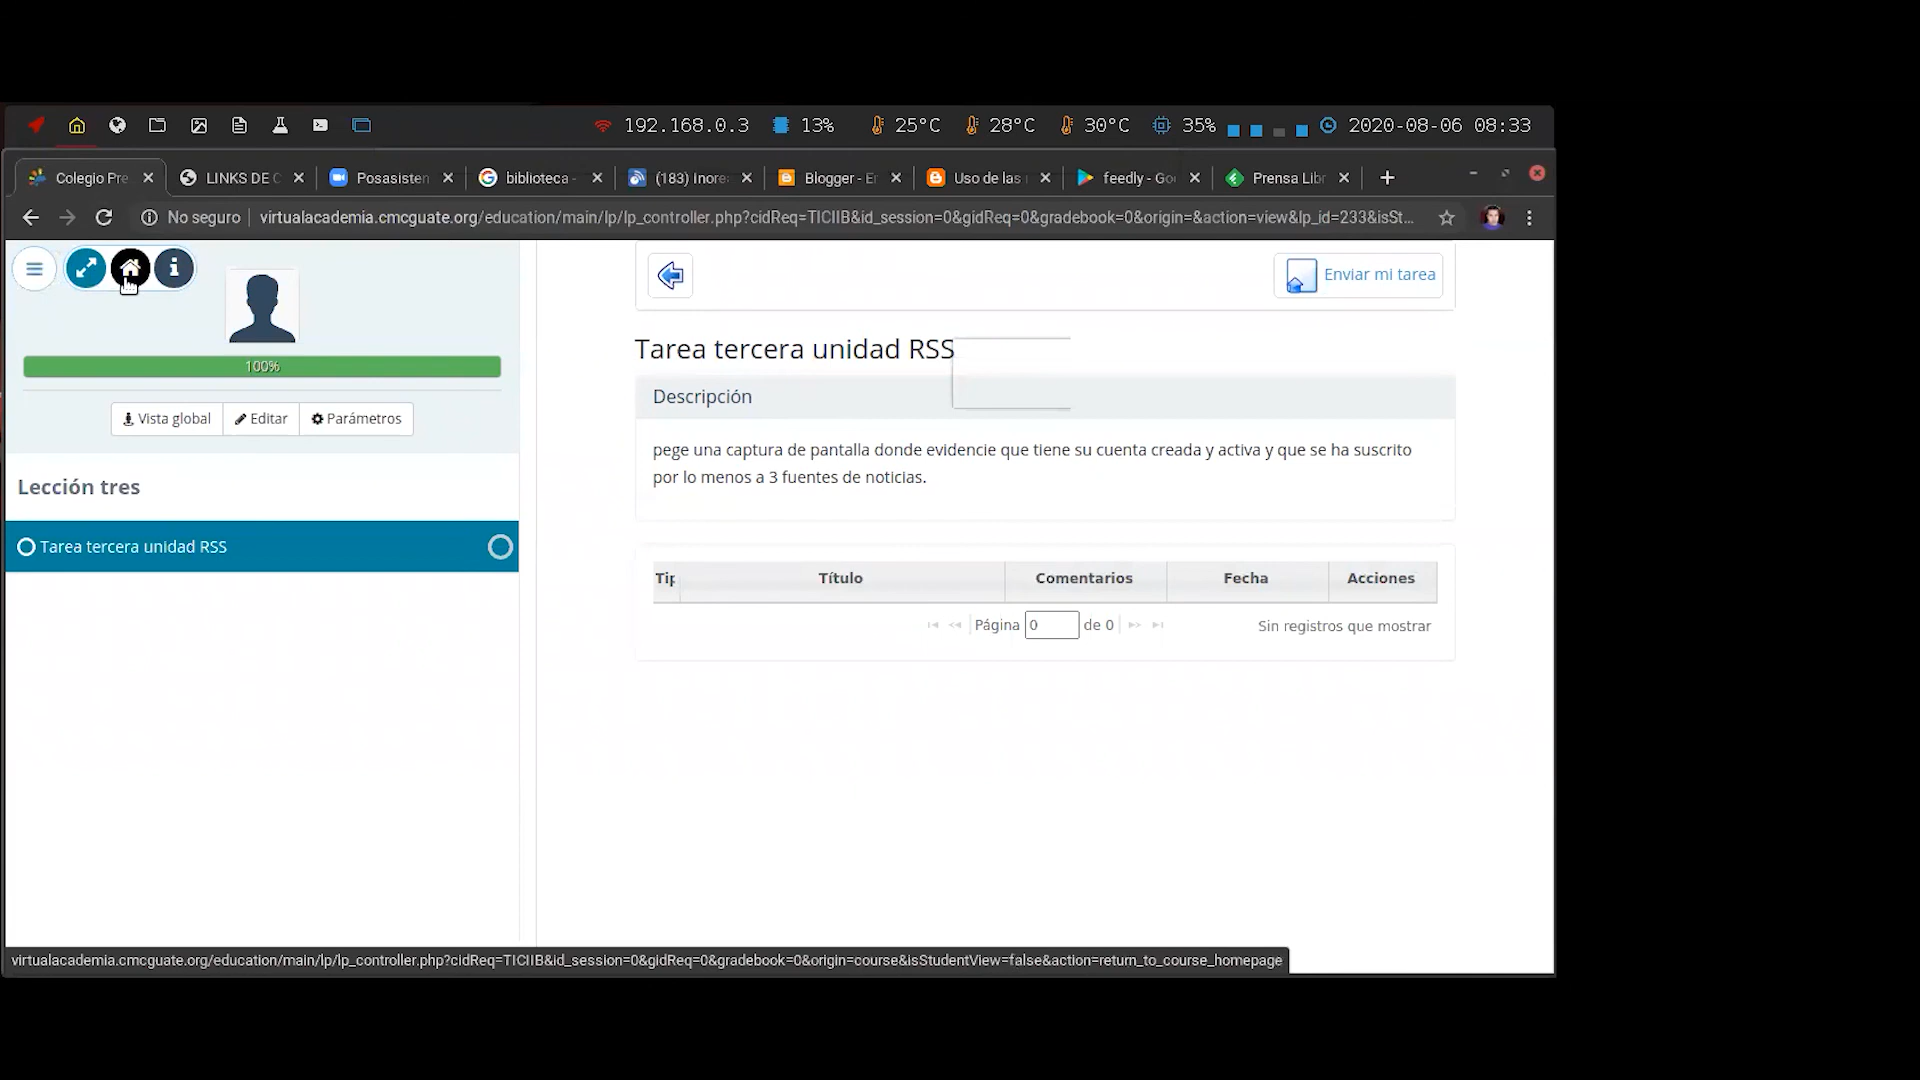 192.168.0.3 13% 25°C 28°C 30°C 35% 2020-08-06 08:33
Colegio Pre LINKS DE C Posasisten biblioteca - (183) Inore Blogger - E Uso de las feedly - Go Prensa Libr
No seguro virtualacademia.cmcguate.org/education/main/lp/lp_controller.php?cidReq=TICIIB&id_session=0&gidReq=0&gradebook=0&origin=&action=view&lp_id=233&isSt...
Enviar mi tarea
100%
Vista global Editar Parámetros
Lección tres
Tarea tercera unidad RSS
Tarea tercera unidad RSS
Descripción
pege una captura de pantalla donde evidencie que tiene su cuenta creada y activa y que se ha suscrito
por lo menos a 3 fuentes de noticias.
Tip Título Comentarios Fecha Acciones
Página 0 de 0 Sin registros que mostrar
virtualacademia.cmcguate.org/education/main/lp/lp_controller.php?cidReq=TICIIB&id_session=0&gidReq=0&gradebook=0&origin=course&isStudentView=false&action=return_to_course_homepage